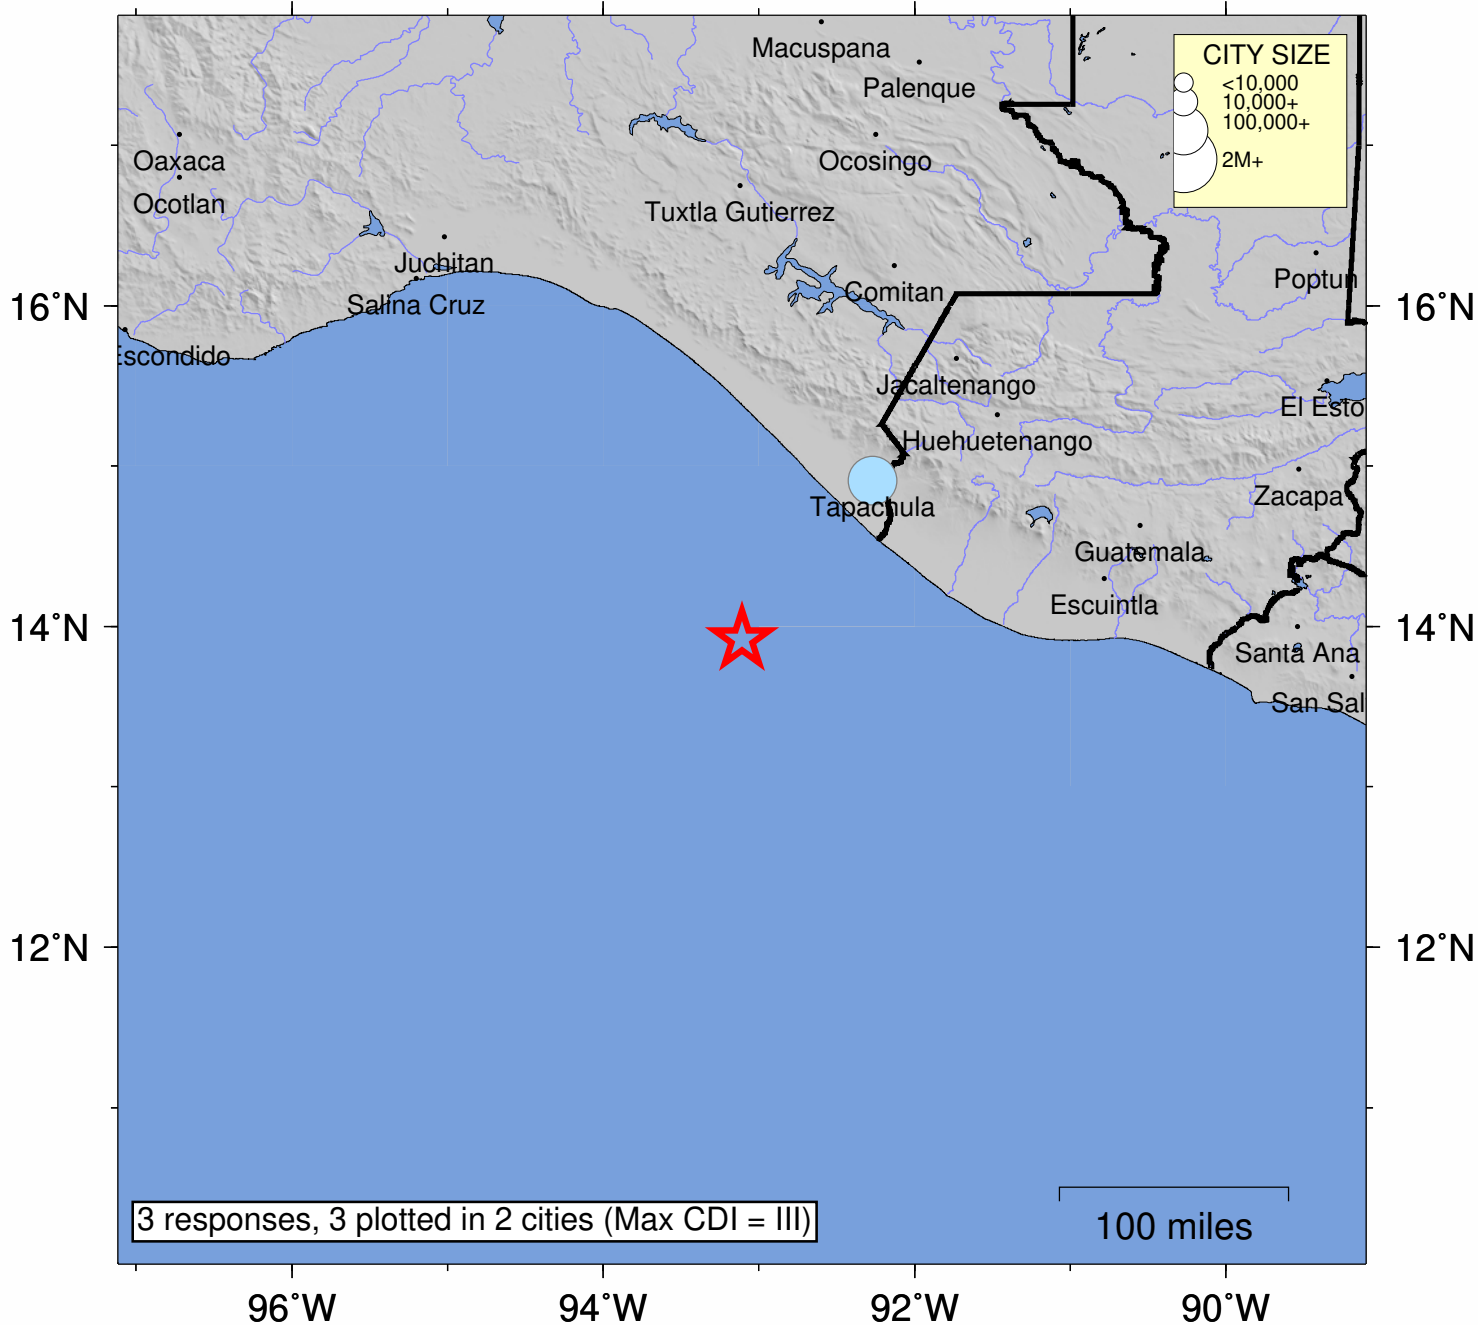 CITY SIZE
<10,000
10,000+
100,000+
2M+
Macuspana
Palenque
Oaxaca
Ocosingo
Ocotlan
Tuxtla Gutierrez
Juchitan
Poptun
Comitan
16°N
Salina Cruz
16°N
Escondido
Jacaltenango
El Esto
Huehuetenango
Zacapa
Tapachula
Guatemala
Escuintla
14°N
14°N
Santa Ana
San Sal
12°N
12°N
3 responses, 3 plotted in 2 cities (Max CDI = III)
100 miles
96°W
94°W
92°W
90°W